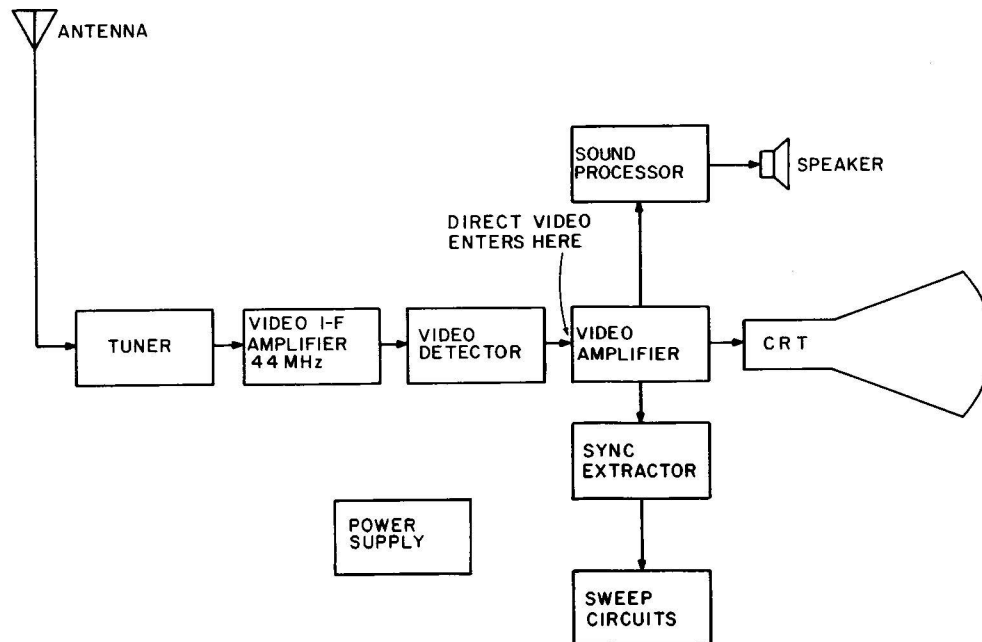 ANTENNA
SOUND
PROCESSOR
SPEAKER
DIRECT VIDEO
ENTERS HERE
TUNER
VIDEO I-F
AMPLIFIER
44 MHz
VIDEO
DETECTOR
VIDEO
AMPLIFIER
CRT
SYNC
EXTRACTOR
POWER
SUPPLY
SWEEP
CIRCUITS